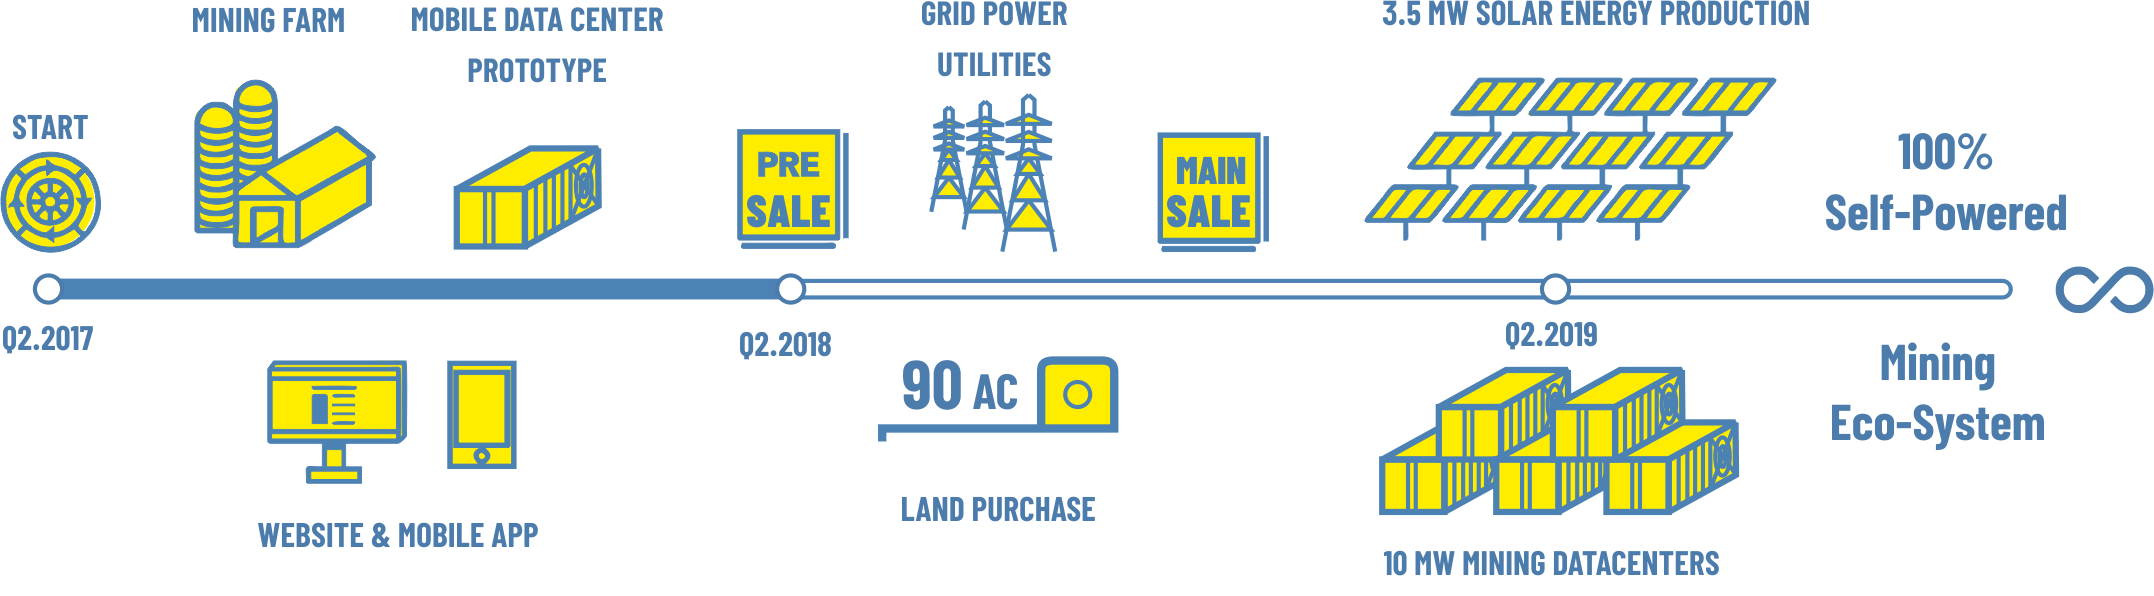 START
MINING FARM
MOBILE DATA CENTER
PROTOTYPE
PRE
SALE
GRID POWER
UTILITIES
MAIN
SALE
3.5 MW SOLAR ENERGY PRODUCTION
100%
Self-Powered
Q2.2017
Q2.2018
Q2.2019
WEBSITE & MOBILE APP
90 AC
LAND PURCHASE
10 MW MINING DATACENTERS
Mining
Eco-System